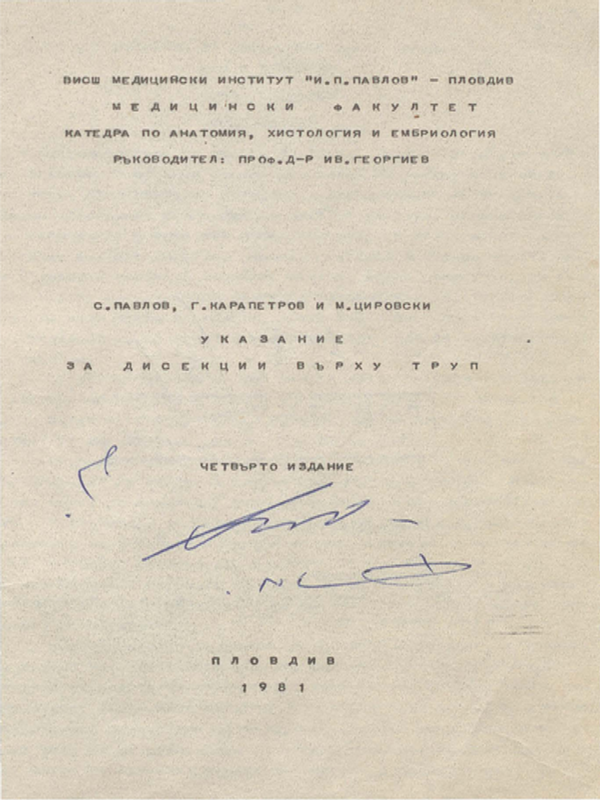 ВИСШ МЕДИЦИНСКИ ИНСТИТУТ "И.П.ПАВЛОВ" – ПЛОВДИВ
МЕДИЦИНСКИ ФАКУЛТЕТ
КАТЕДРА ПО АНАТОМИЯ, ХИСТОЛОГИЯ И ЕМБРИОЛОГИЯ
РЪКОВОДИТЕЛ: ПРОФ.Д-Р ИВ.ГЕОРГИЕВ
С.ПАВЛОВ, Г.КАРАПЕТРОВ И М.ЦИРОВСКИ
УКАЗАНИЕ
ЗА ДИСЕКЦИИ ВЪРХУ ТРУП
ЧЕТВЪРТО ИЗДАНИЕ
ПЛОВДИВ
1981